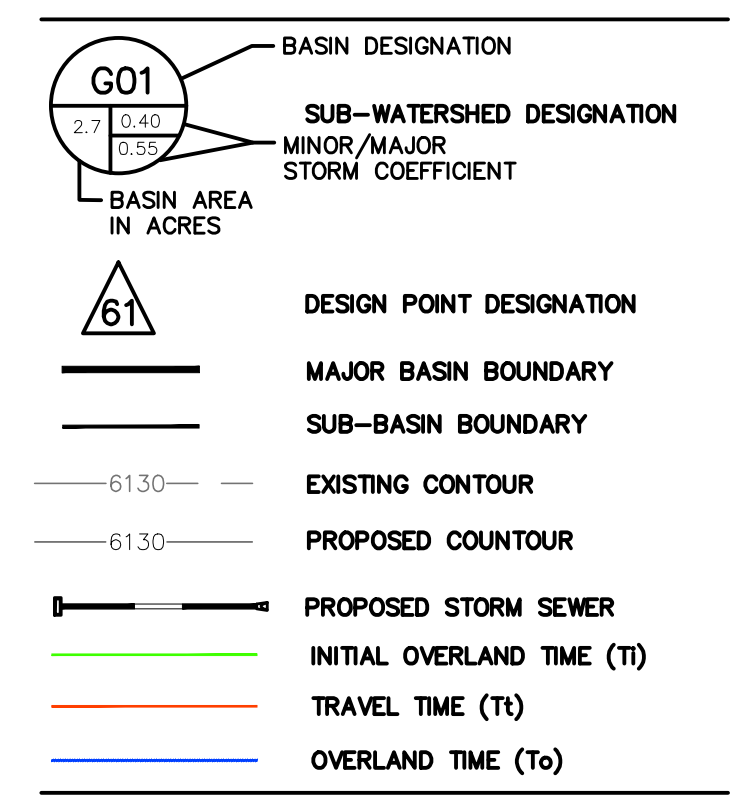 BASIN DESIGNATION
G01
2.7
0.40
0.55
SUB-WATERSHED DESIGNATION
MINOR/MAJOR
STORM COEFFICIENT
BASIN AREA
IN ACRES
61
DESIGN POINT DESIGNATION
MAJOR BASIN BOUNDARY
SUB-BASIN BOUNDARY
6130
EXISTING CONTOUR
6130
PROPOSED COUNTOUR
PROPOSED STORM SEWER
INITIAL OVERLAND TIME (Ti)
TRAVEL TIME (Tt)
OVERLAND TIME (To)